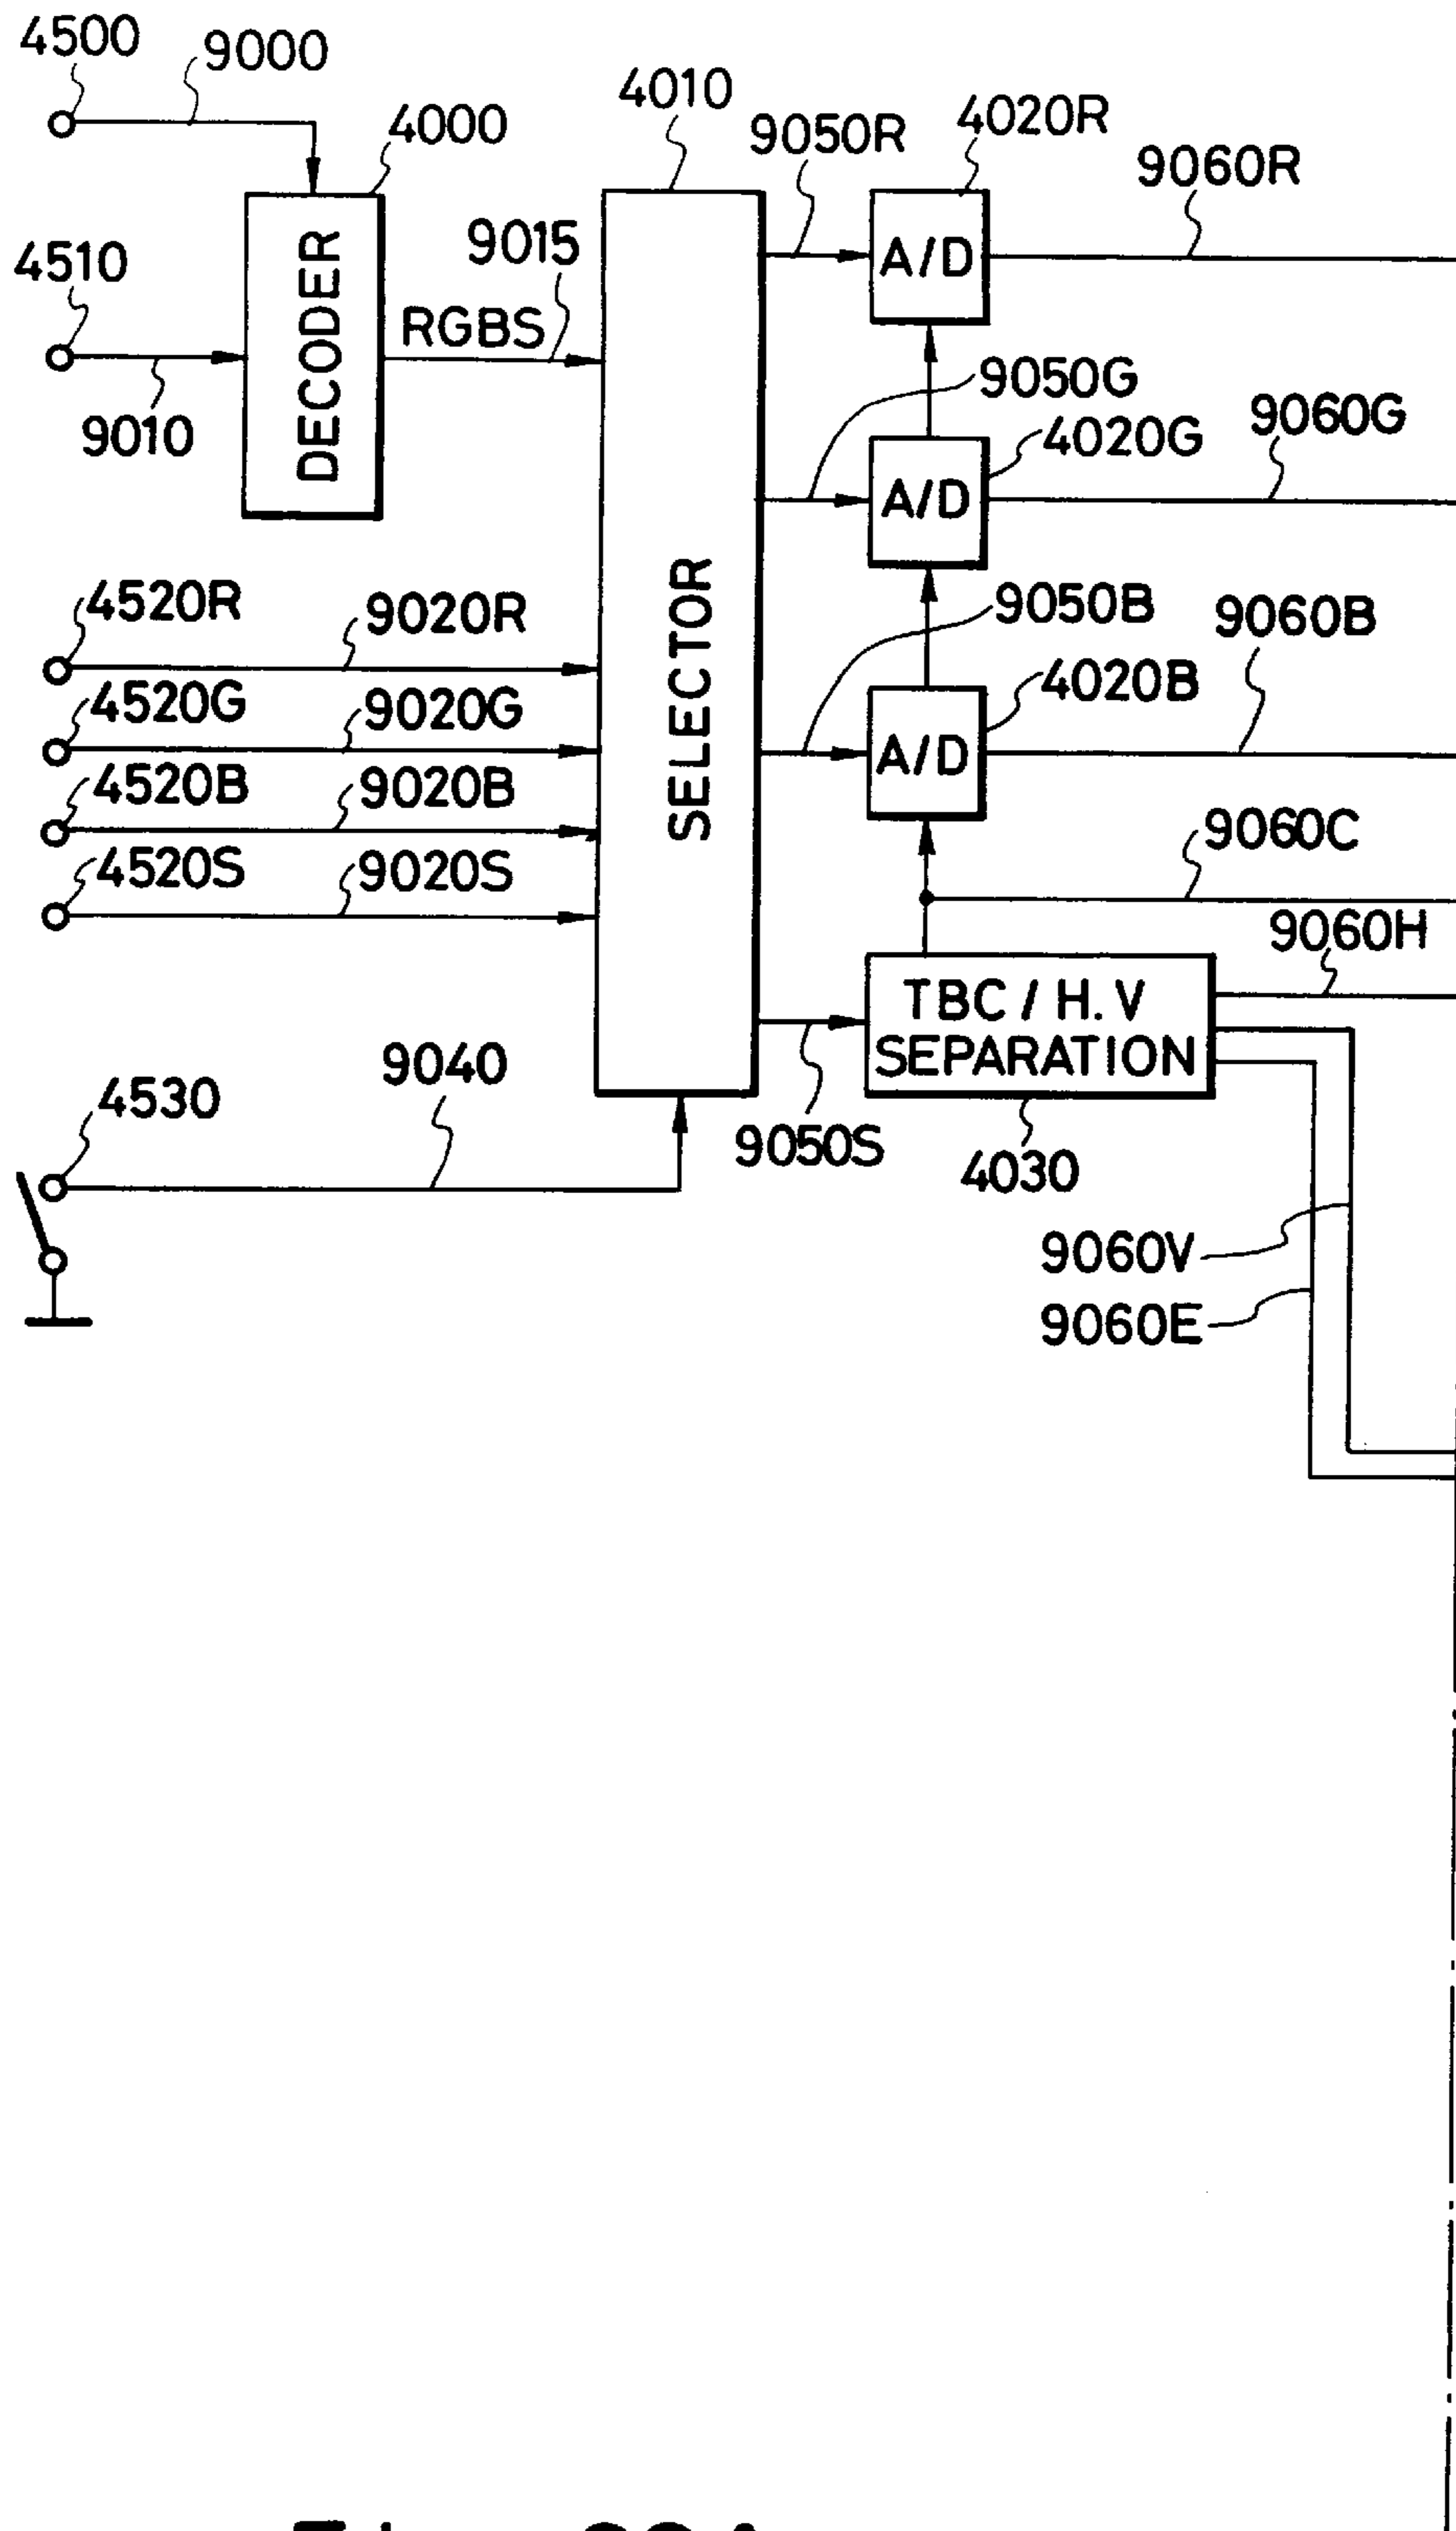 4500
9000
4000
4010
9050R
4020R
9060R
4510
9010
DECODER
RGBS
9015
A/D
9050G
4020G
9060G
A/D
SELECTOR
4520R
9020R
4520G
9020G
4520B
9020B
4520S
9020S
9050B
4020B
9060B
A/D
9060C
9060H
TBC / H. V
SEPARATION
9050S
4030
4530
9040
9060V
9060E